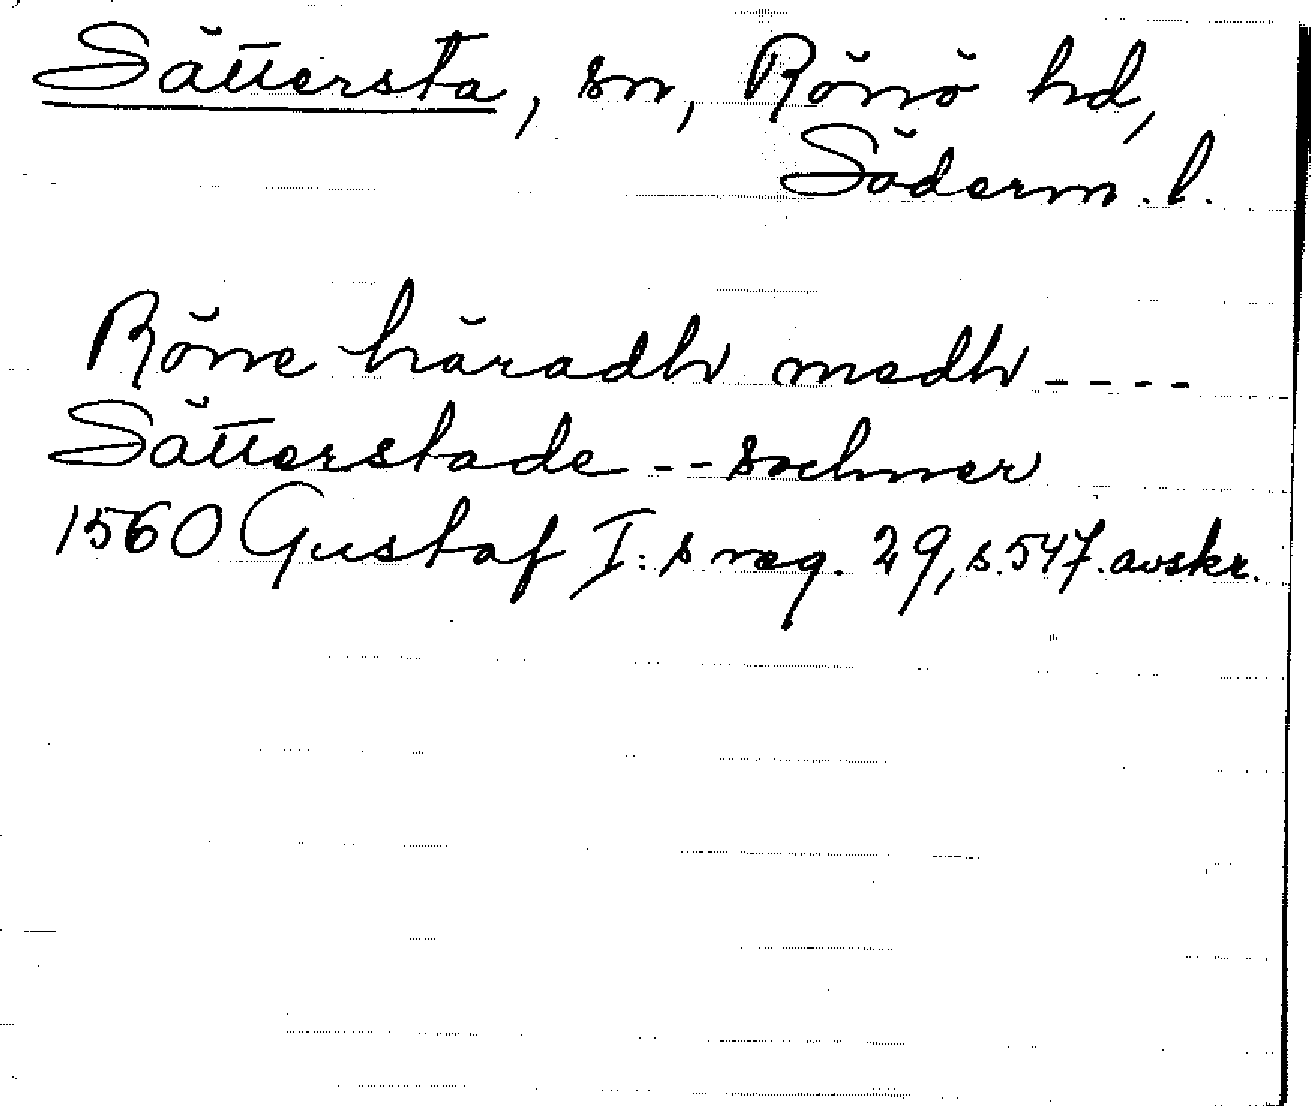 Sättersta, sn, Rönö hd,
Söderm. l.
Röne häradh medh ----
Sätterstade -- sochner
1560 Gustaf I:s reg. 29, s. 547. avskr.